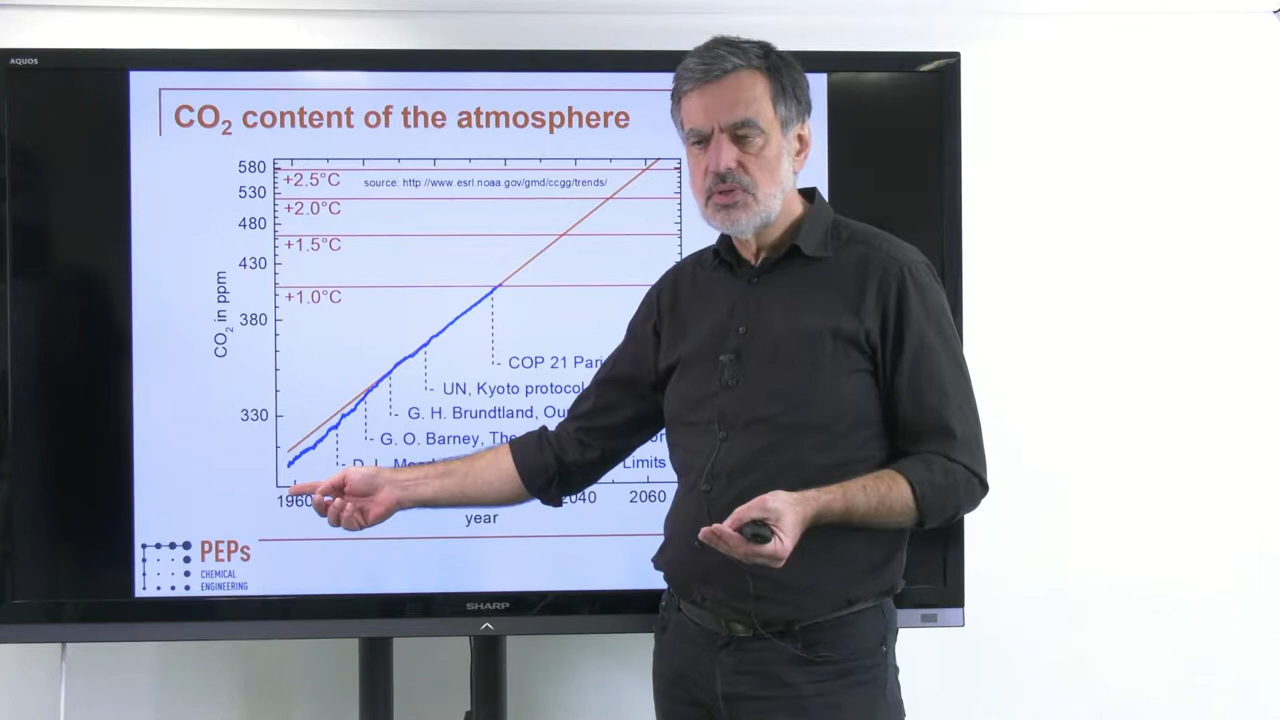 AQUOS
CO₂ content of the atmosphere
580
530
480
430
380
330
CO₂ in ppm
+2.5°C
source: http://www.esrl.noaa.gov/gmd/ccgg/trends/
+2.0°C
+1.5°C
+1.0°C
COP 21
UN, Kyoto protocol
G. H. Brundtland,
G. O. Barney, The
Limits
1960
2040
2060
year
PEPs
CHEMICAL
ENGINEERING
SHARP